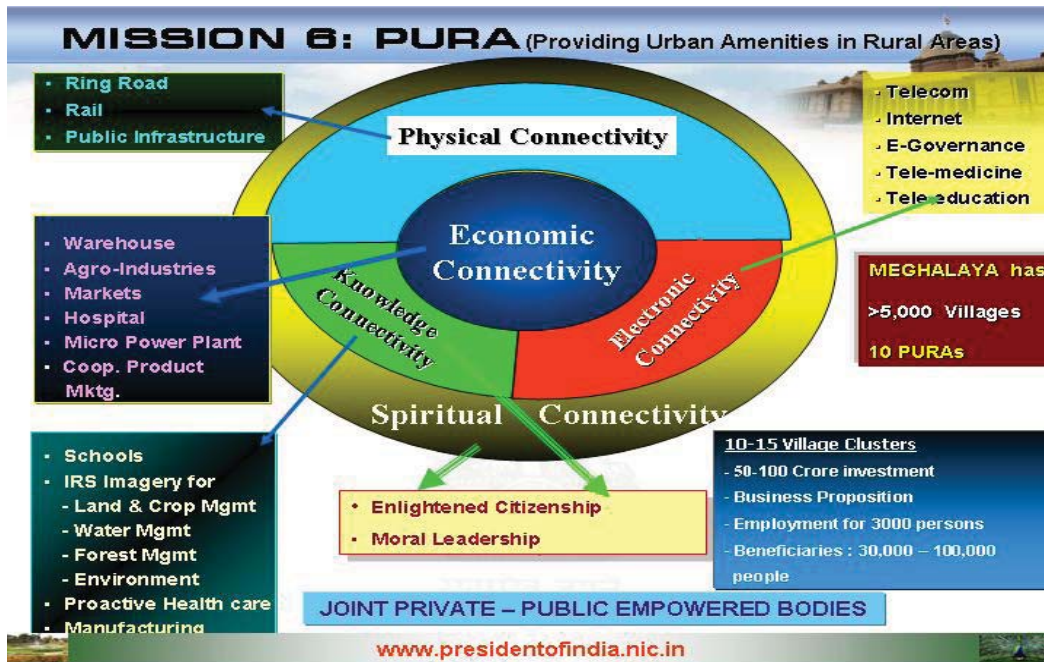 MISSION 6: PURA (Providing Urban Amenities in Rural Areas)
▪ Ring Road
▪ Rail
▪ Public Infrastructure
Physical Connectivity
- Telecom
- Internet
- E-Governance
- Tele-medicine
- Tele-education
Economic
Connectivity
▪ Warehouse
▪ Agro-Industries
▪ Markets
▪ Hospital
▪ Micro Power Plant
▪ Coop. Product
Mktg.
Knowledge
Connectivity
Electronic
Connectivity
MEGHALAYA has
>5,000 Villages
10 PURAs
Spiritual Connectivity
▪ Schools
▪ IRS Imagery for
- Land & Crop Mgmt
- Water Mgmt
- Forest Mgmt
- Environment
▪ Proactive Health care
▪ Manufacturing
• Enlightened Citizenship
• Moral Leadership
10-15 Village Clusters
- 50-100 Crore investment
- Business Proposition
- Employment for 3000 persons
- Beneficiaries : 30,000 – 100,000
people
JOINT PRIVATE – PUBLIC EMPOWERED BODIES
www.presidentofindia.nic.in